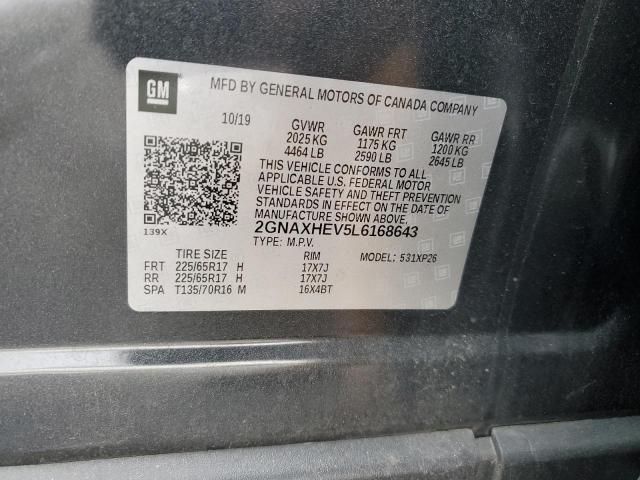 GM
MFD BY GENERAL MOTORS OF CANADA COMPANY
10/19 GVWR GAWR FRT GAWR RR
2025 KG 1175 KG 1200 KG
4464 LB 2590 LB 2645 LB
THIS VEHICLE CONFORMS TO ALL
APPLICABLE U.S. FEDERAL MOTOR
VEHICLE SAFETY AND THEFT PREVENTION
STANDARDS IN EFFECT ON THE DATE OF
MANUFACTURE SHOWN ABOVE.
139X
2GNAXHEV5L6168643
TYPE: M.P.V. MODEL: 531XP26
TIRE SIZE RIM
FRT 225/65R17 H 17X7J
RR 225/65R17 H 17X7J
SPA T135/70R16 M 16X4BT